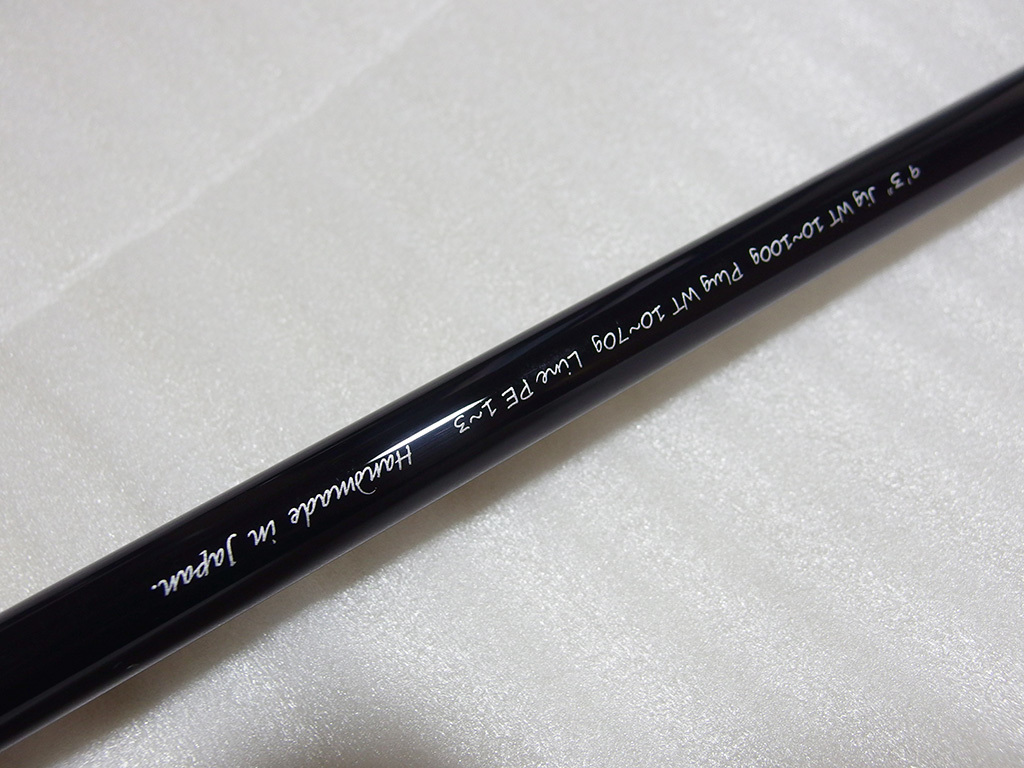 9'3" Jig WT 10~100g Plug WT 10~70g Line PE 1~3
Handmade in Japan.